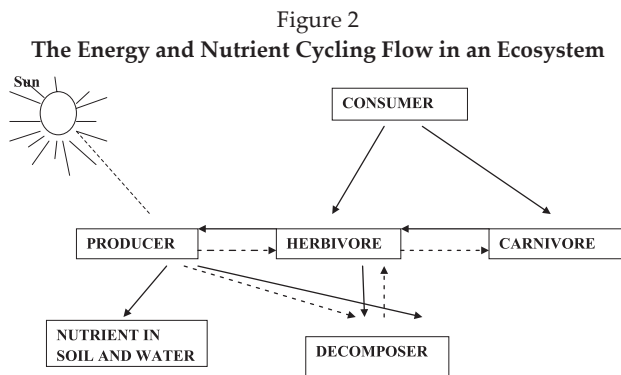 Figure 2
The Energy and Nutrient Cycling Flow in an Ecosystem
Sun
CONSUMER
PRODUCER
HERBIVORE
CARNIVORE
NUTRIENT IN
SOIL AND WATER
DECOMPOSER